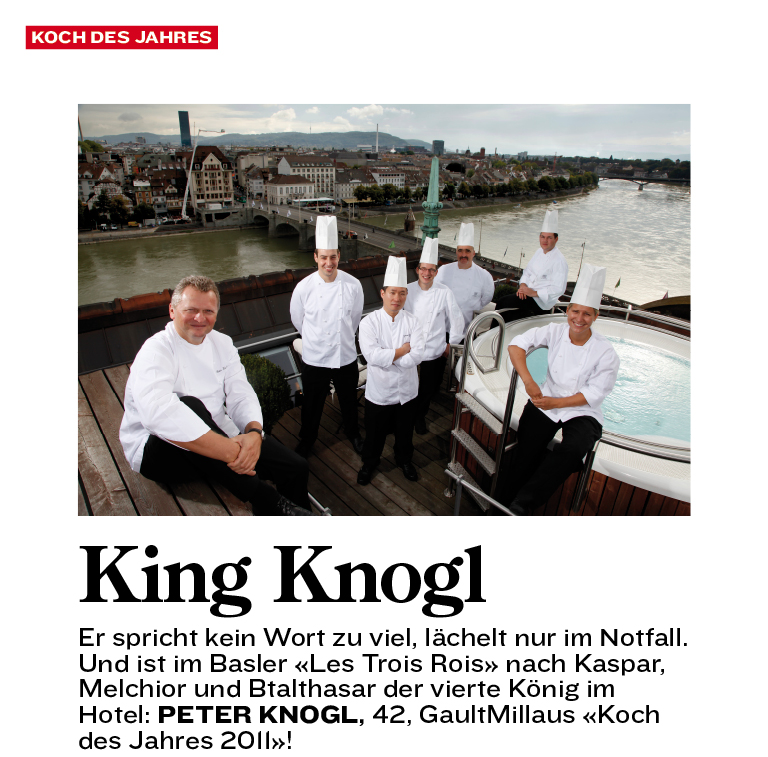 KOCH DES JAHRES
King Knogl
Er spricht kein Wort zu viel, lächelt nur im Notfall.
Und ist im Basler «Les Trois Rois» nach Kaspar,
Melchior und Btalthasar der vierte König im
Hotel: PETER KNOGL, 42, GaultMillaus «Koch
des Jahres 2011»!